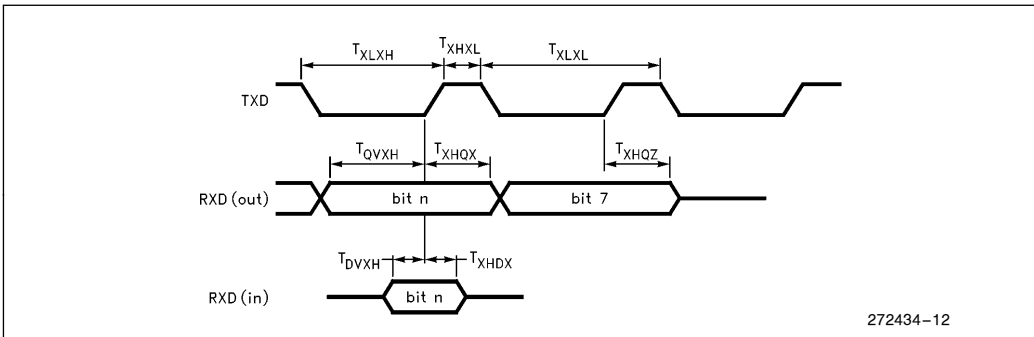 T_XLXH T_XHXL T_XLXL
TXD
T_QVXH T_XHQX T_XHQZ
RXD (out) bit n bit 7
T_DVXH T_XHDX
RXD (in) bit n
272434–12